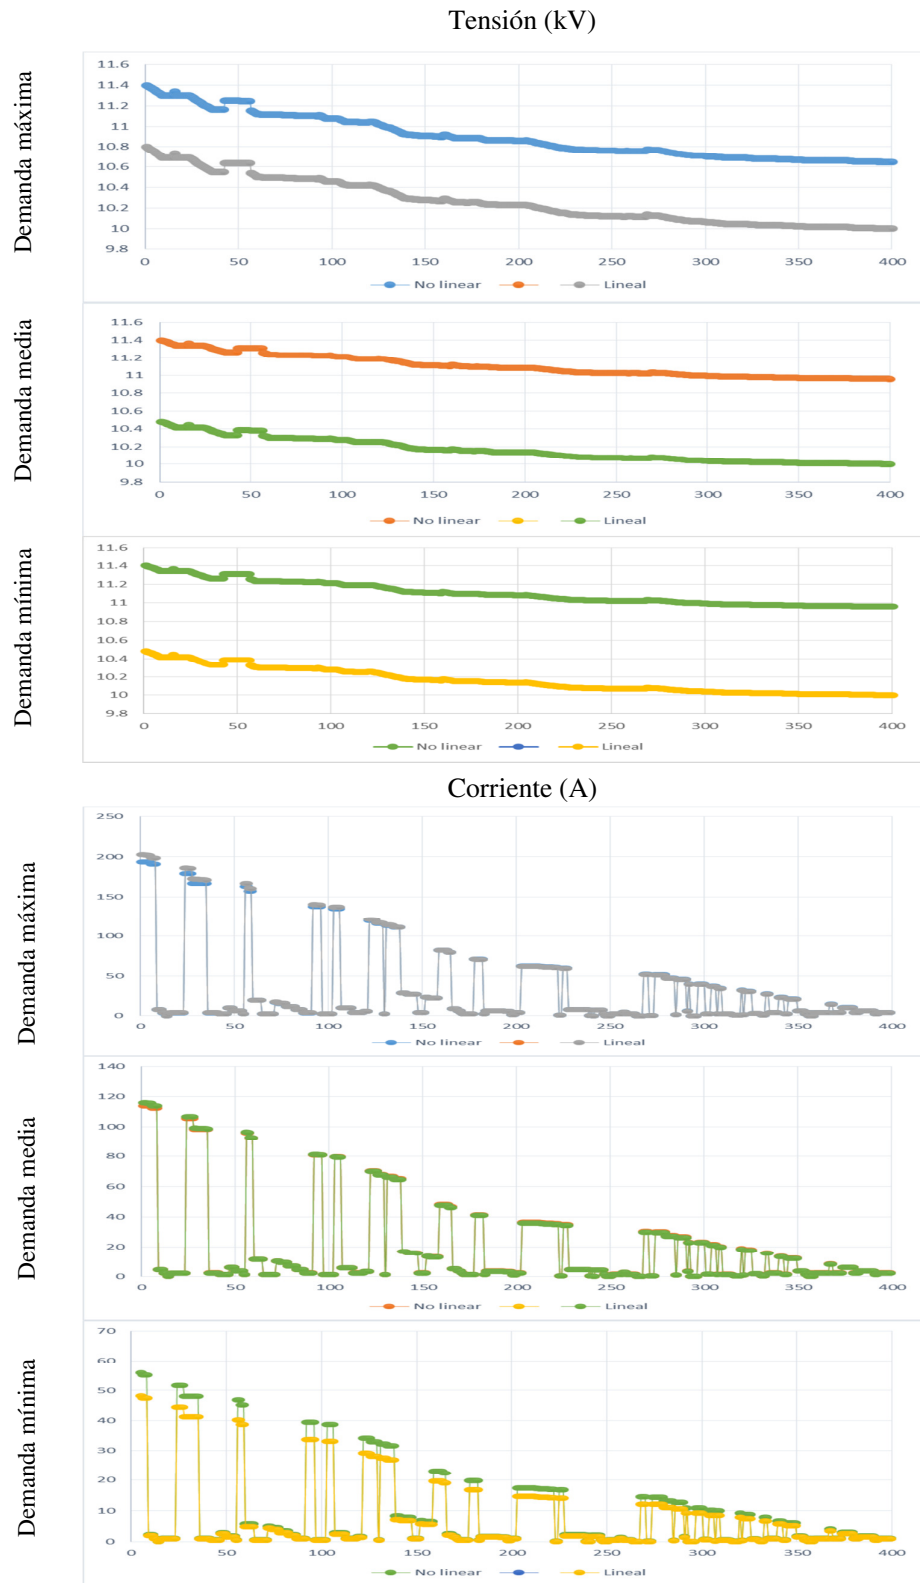 Tensión (kV)
Demanda máxima
11.6
11.4
11.2
11
10.8
10.6
10.4
10.2
10
9.8
0 50 100 150 200 250 300 350 400
No linear Lineal
Demanda media
11.6
11.4
11.2
11
10.8
10.6
10.4
10.2
10
9.8
0 50 100 150 200 250 300 350 400
No linear Lineal
Demanda mínima
11.6
11.4
11.2
11
10.8
10.6
10.4
10.2
10
9.8
0 50 100 150 200 250 300 350 400
No linear Lineal
Corriente (A)
Demanda máxima
250
200
150
100
50
0
0 50 100 150 200 250 300 350 400
No linear Lineal
Demanda media
140
120
100
80
60
40
20
0
0 50 100 150 200 250 300 350 400
No linear Lineal
Demanda mínima
70
60
50
40
30
20
10
0
0 50 100 150 200 250 300 350 400
No linear Lineal